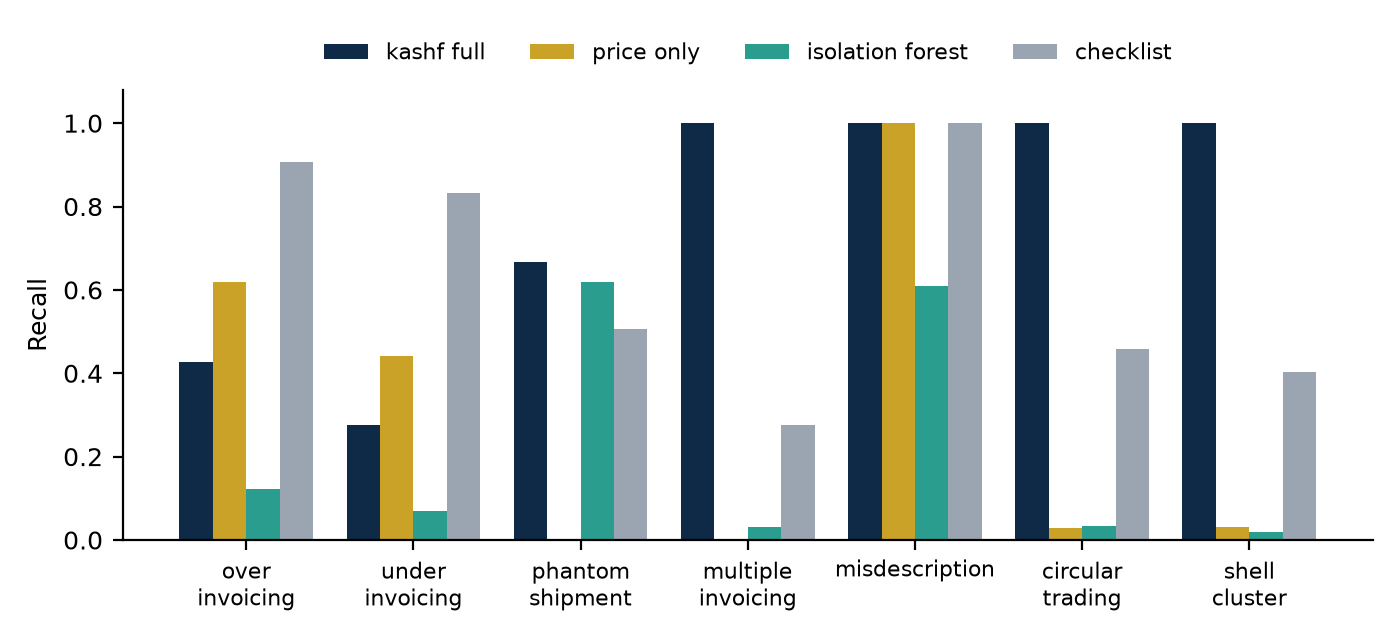 kashf full price only isolation forest checklist
1.0
0.8
0.6
0.4
0.2
0.0
Recall
over invoicing
under invoicing
phantom shipment
multiple invoicing
misdescription
circular trading
shell cluster